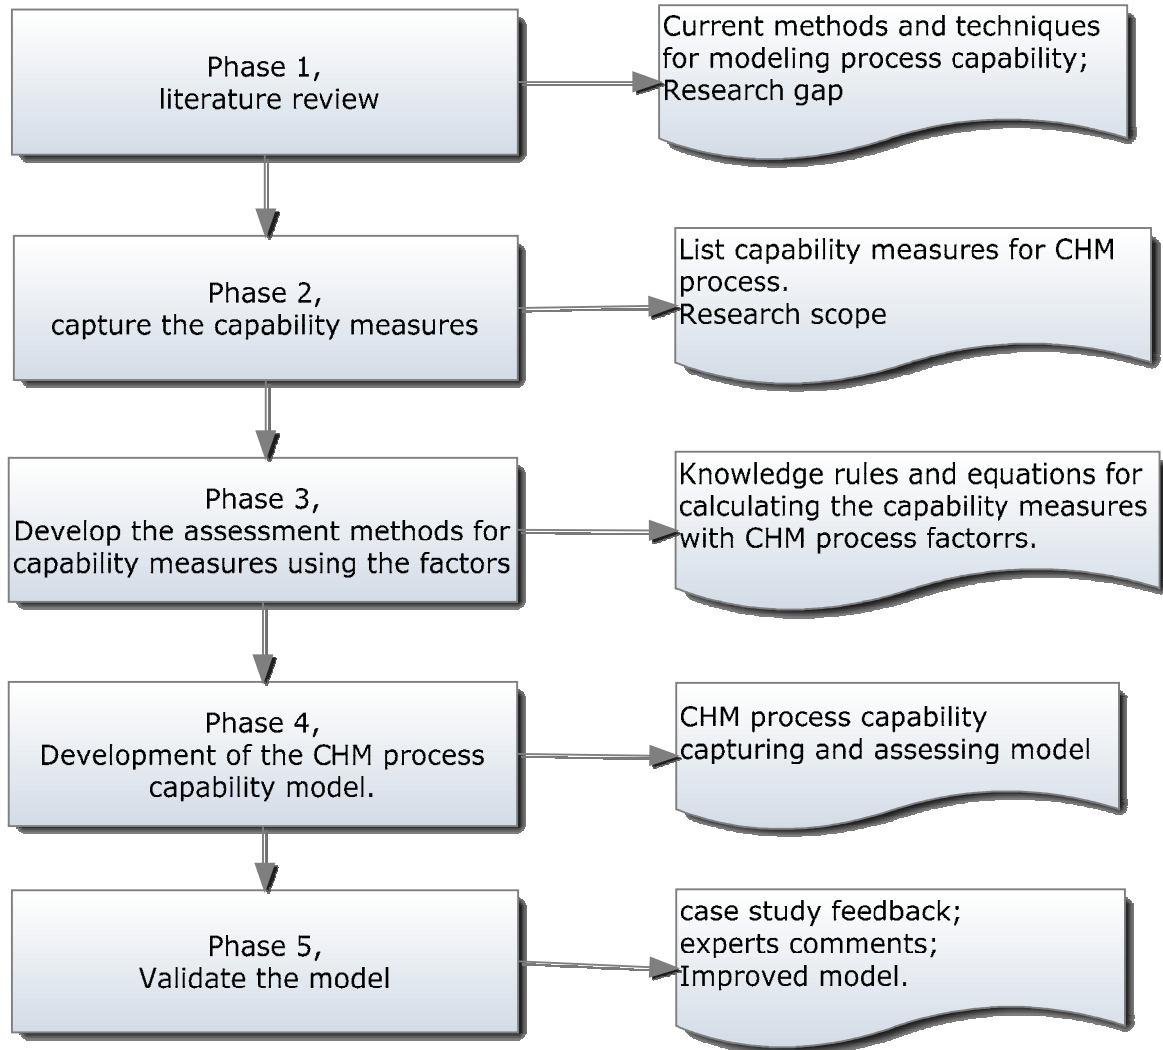 Phase 1,
literature review
Current methods and techniques
for modeling process capability;
Research gap
Phase 2,
capture the capability measures
List capability measures for CHM
process.
Research scope
Phase 3,
Develop the assessment methods for
capability measures using the factors
Knowledge rules and equations for
calculating the capability measures
with CHM process factorrs.
Phase 4,
Development of the CHM process
capability model.
CHM process capability
capturing and assessing model
Phase 5,
Validate the model
case study feedback;
experts comments;
Improved model.